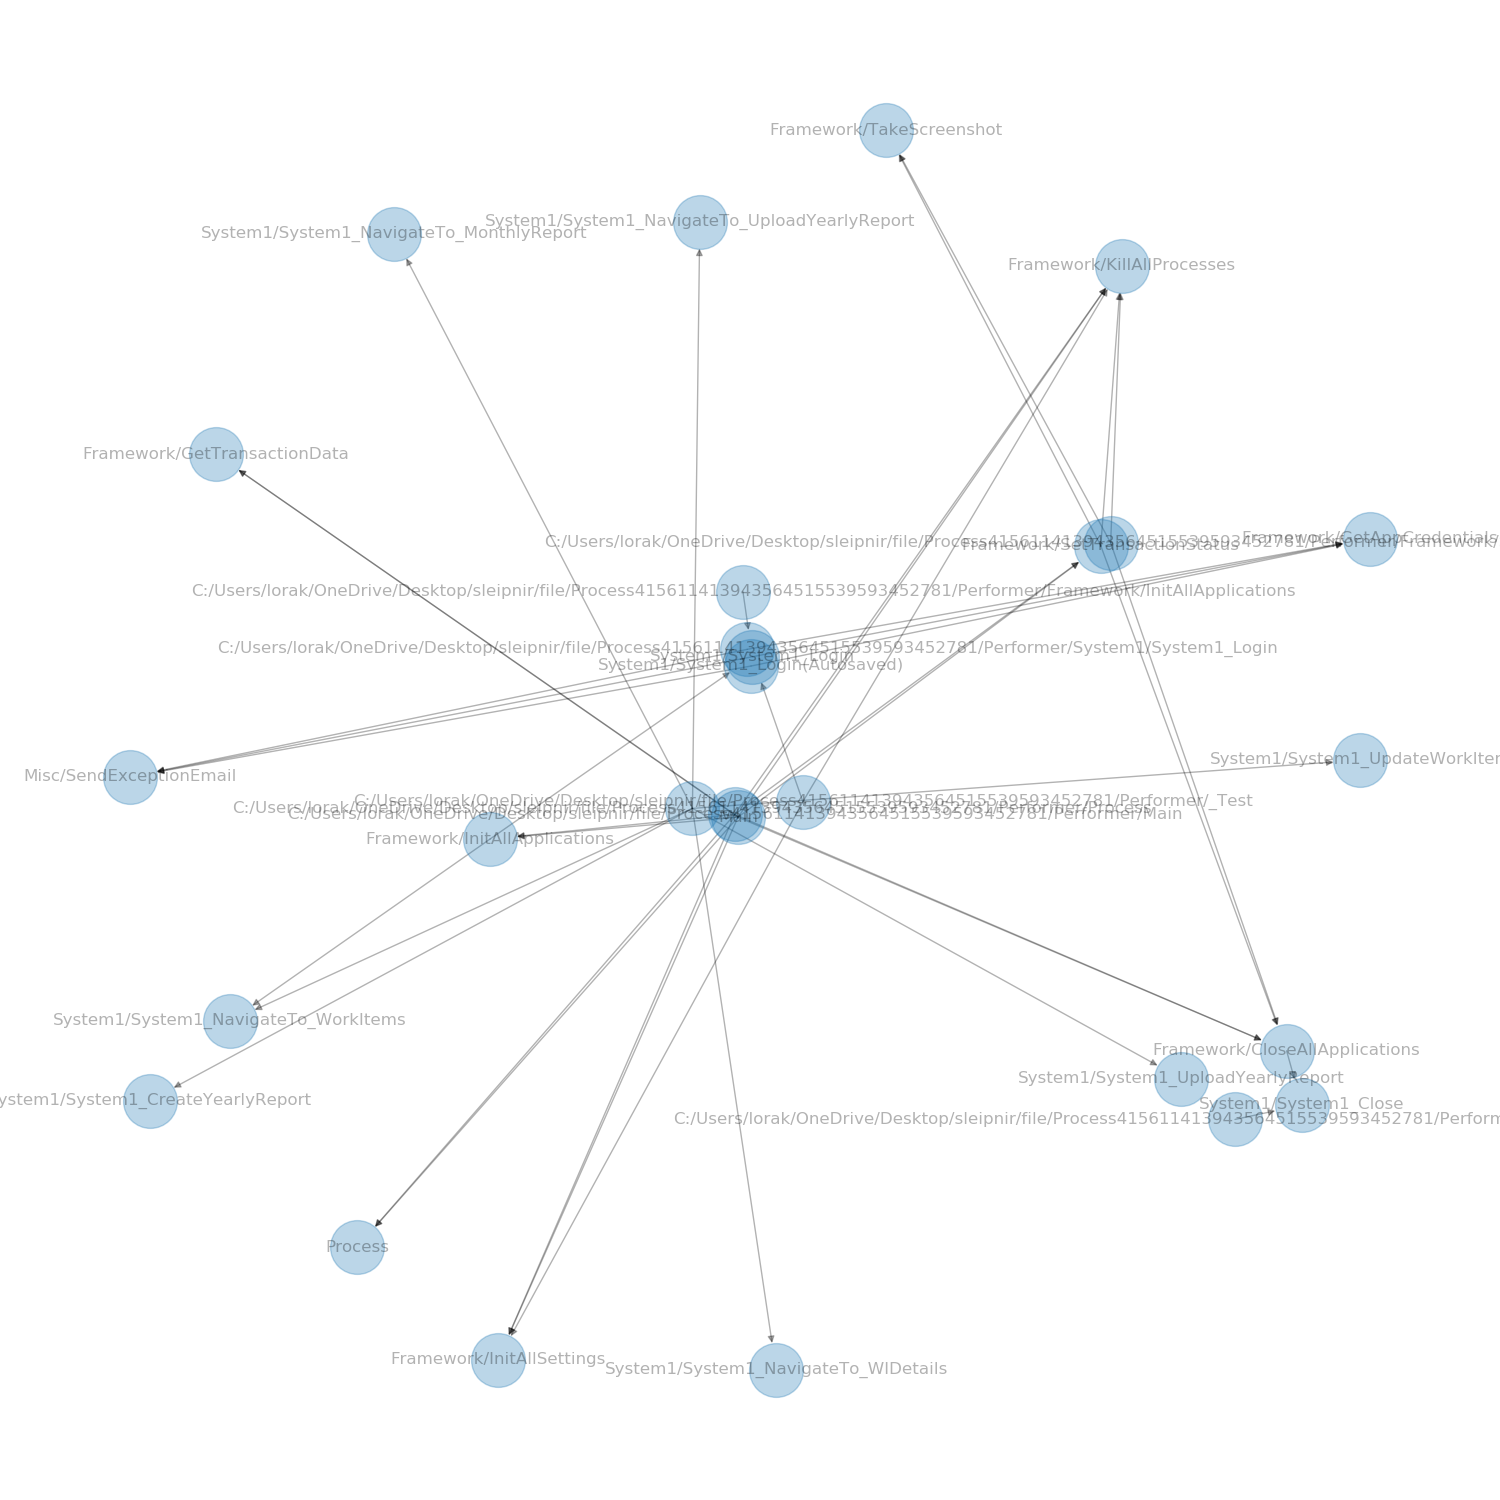 Framework/TakeScreenshot
System1/System1_NavigateTo_UploadYearlyReport
System1/System1_NavigateTo_MonthlyReport
Framework/KillAllProcesses
Framework/GetTransactionData
Framework/GetAppCredentials
C:/Users/lorak/OneDrive/Desktop/sleipnir/file/Process41561141394356451553959345278​1/Performer/Framework/
Framework/SetTransactionStatus
C:/Users/lorak/OneDrive/Desktop/sleipnir/file/Process415611413943564515539593452781/Performer/Framework/InitAllApplications
C:/Users/lorak/OneDrive/Desktop/sleipnir/file/Process415611413943564515539593452781/Performer/System1/System1_Login
System1/System1_Login
System1/System1_Login(Autosaved)
System1/System1_UpdateWorkIter
Misc/SendExceptionEmail
C:/Users/lorak/OneDrive/Desktop/sleipnir/file/Process415611413943564515539593452781/Performer/_Test
C:/Users/lorak/OneDrive/Desktop/sleipnir/file/Process415611413943564515539593452781/Performer/Process
C:/Users/lorak/OneDrive/Desktop/sleipnir/file/Process415611413943564515539593452781/Performer/Main
Main
Framework/InitAllApplications
System1/System1_NavigateTo_WorkItems
Framework/CloseAllApplications
System1/System1_UploadYearlyReport
ystem1/System1_CreateYearlyReport
System1/System1_Close
C:/Users/lorak/OneDrive/Desktop/sleipnir/file/Process415611413943564515539593452781/Perform
Process
Framework/InitAllSettings
System1/System1_NavigateTo_WIDetails